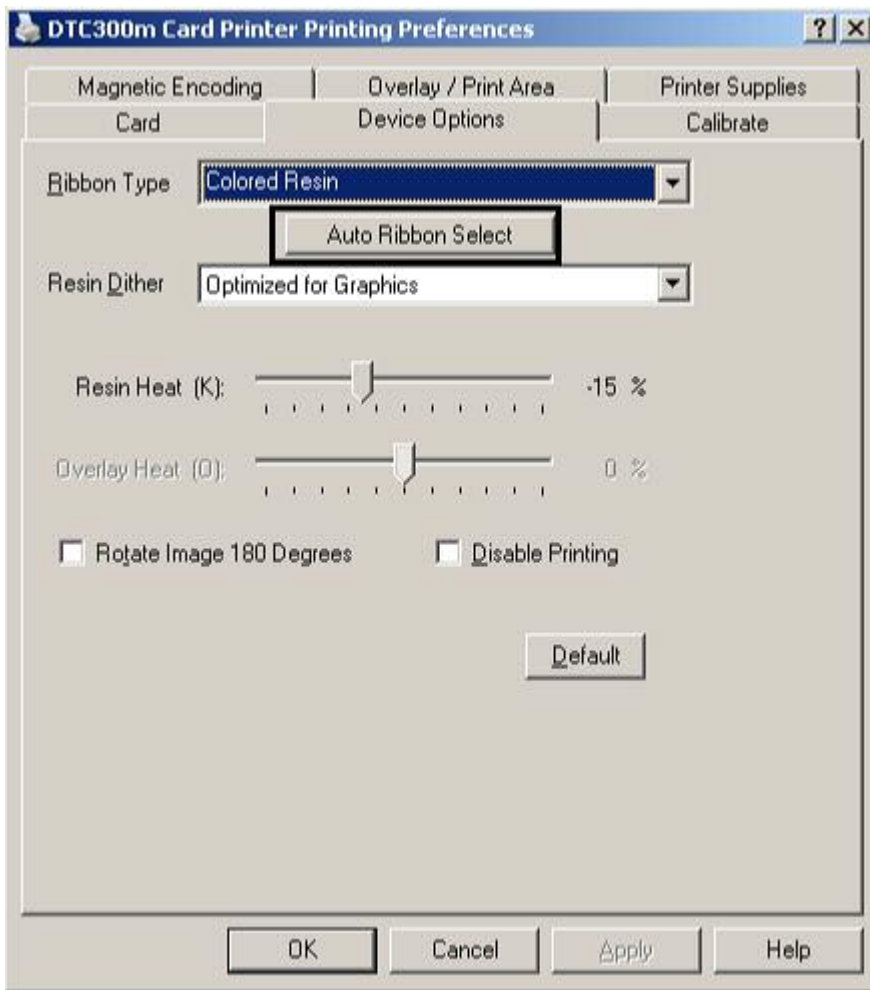 DTC300m Card Printer Printing Preferences
Magnetic Encoding Overlay / Print Area Printer Supplies
Card Device Options Calibrate
Ribbon Type Colored Resin
Auto Ribbon Select
Resin Dither Optimized for Graphics
Resin Heat (K): -15 %
Overlay Heat (O): 0 %
Rotate Image 180 Degrees Disable Printing
Default
OK Cancel Apply Help